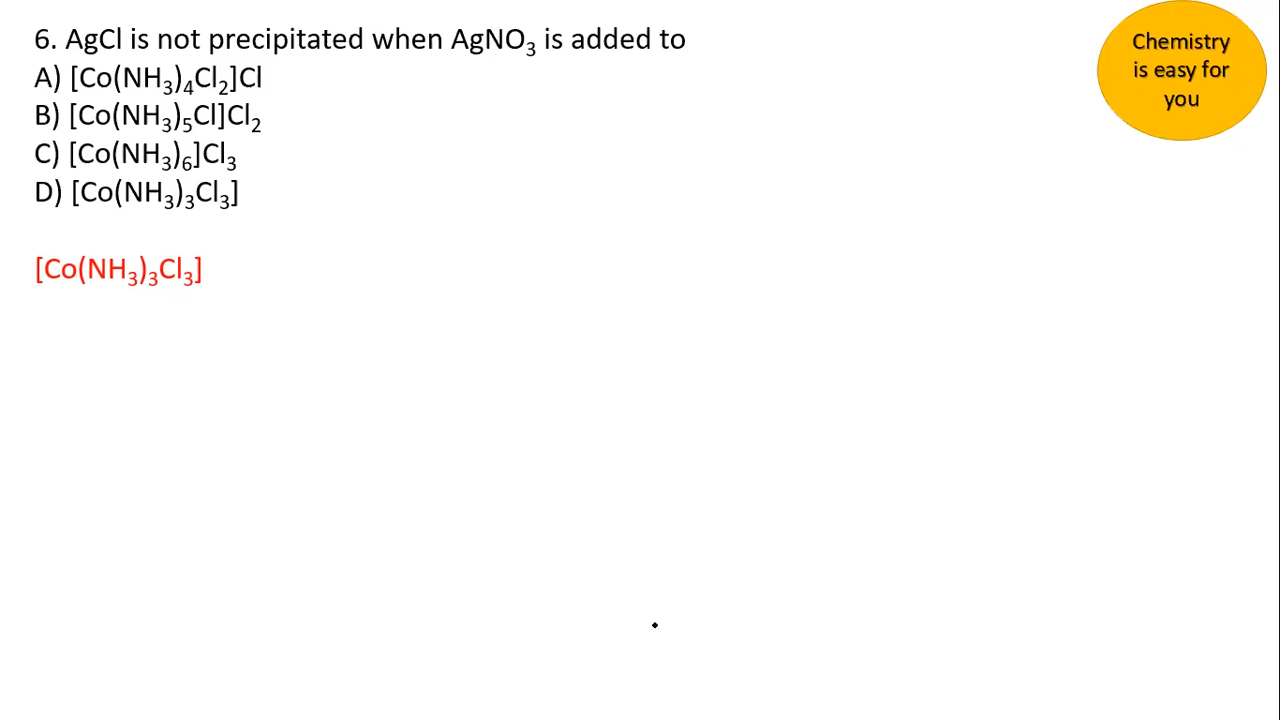 6. AgCl is not precipitated when AgNO₃ is added to
A) [Co(NH₃)₄Cl₂]Cl
B) [Co(NH₃)₅Cl]Cl₂
C) [Co(NH₃)₆]Cl₃
D) [Co(NH₃)₃Cl₃]
[Co(NH₃)₃Cl₃]
Chemistry
is easy for
you